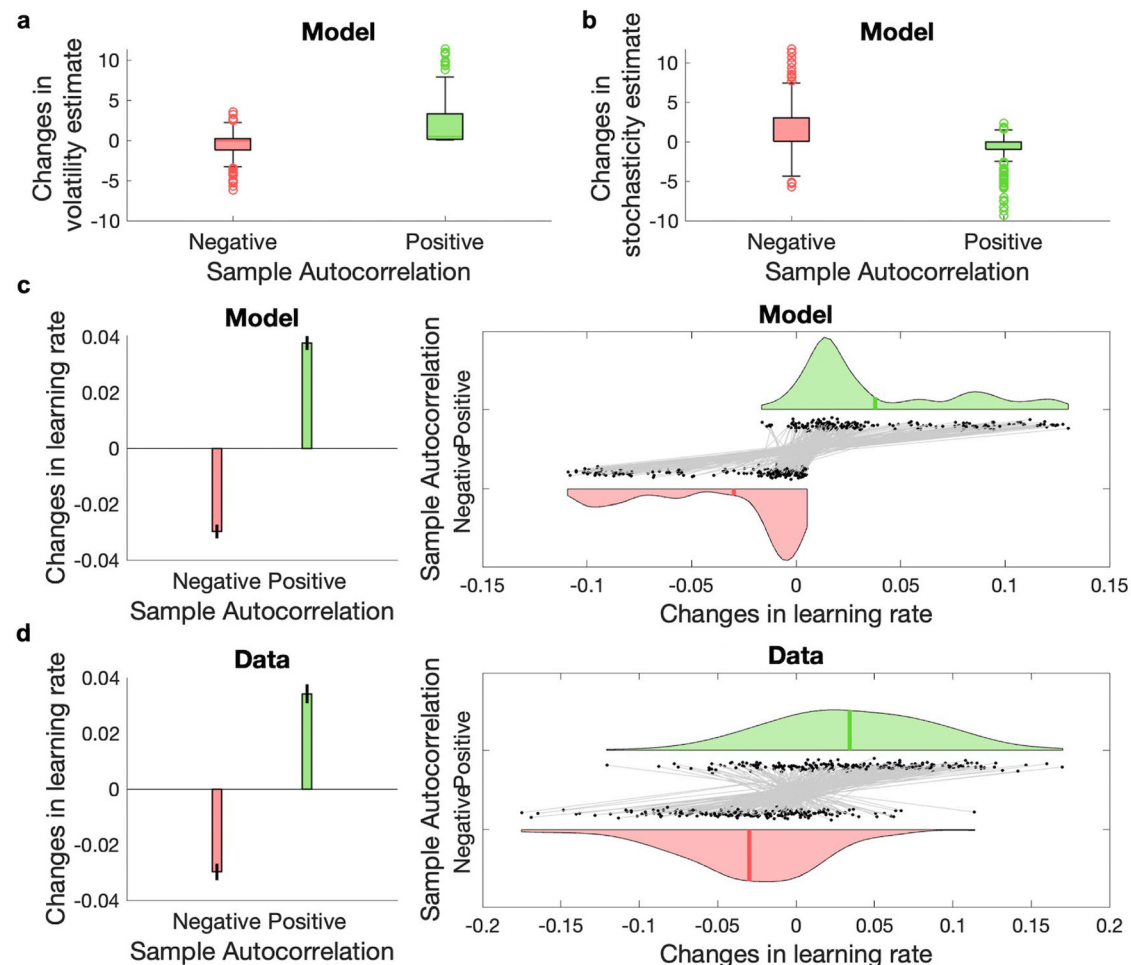 a
Model
Changes in
volatility estimate
10
5
0
-5
-10
Negative
Positive
Sample Autocorrelation
b
Model
Changes in
stochasticity estimate
10
5
0
-5
-10
Negative
Positive
Sample Autocorrelation
c
Model
Changes in learning rate
0.04
0.02
0
-0.02
-0.04
Negative Positive
Sample Autocorrelation
Model
Sample Autocorrelation
Negative Positive
-0.15
-0.1
-0.05
0
0.05
0.1
0.15
Changes in learning rate
d
Data
Changes in learning rate
0.04
0.02
0
-0.02
-0.04
Negative Positive
Sample Autocorrelation
Data
Sample Autocorrelation
Negative Positive
-0.2
-0.15
-0.1
-0.05
0
0.05
0.1
0.15
0.2
Changes in learning rate